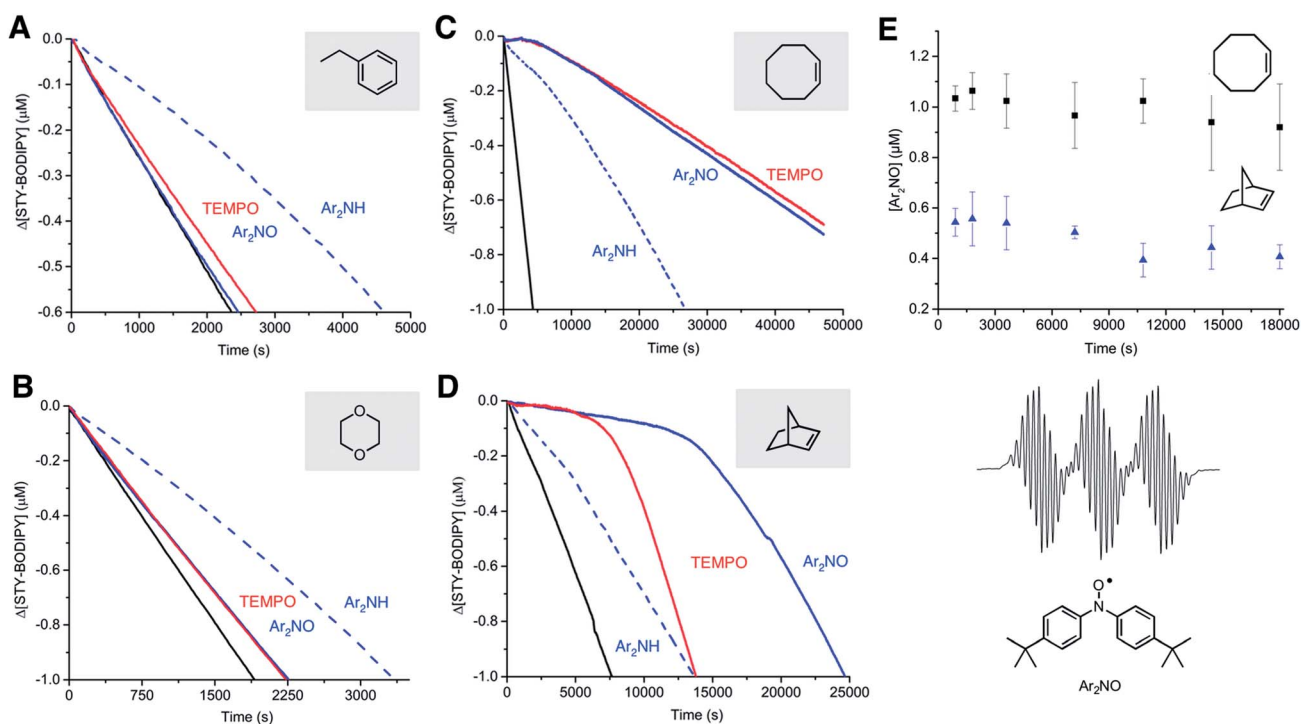 A
0.0
-0.1
-0.2
-0.3
-0.4
-0.5
-0.6
Δ[STY-BODIPY] (µM)
TEMPO
Ar₂NO
Ar₂NH
0 1000 2000 3000 4000 5000
Time (s)
B
0.0
-0.2
-0.4
-0.6
-0.8
-1.0
Δ[STY-BODIPY] (µM)
O
O
TEMPO
Ar₂NO
Ar₂NH
0 750 1500 2250 3000
Time (s)
C
0.0
-0.2
-0.4
-0.6
-0.8
-1.0
Δ[STY-BODIPY] (µM)
Ar₂NO
TEMPO
Ar₂NH
0 10000 20000 30000 40000 50000
Time (s)
D
0.0
-0.2
-0.4
-0.6
-0.8
-1.0
Δ[STY-BODIPY] (µM)
TEMPO
Ar₂NO
Ar₂NH
0 5000 10000 15000 20000 25000
Time (s)
E
1.2
1.0
0.8
0.6
0.4
0.2
[Ar₂NO] (µM)
0 3000 6000 9000 12000 15000 18000
Time (s)
O•
N
Ar₂NO